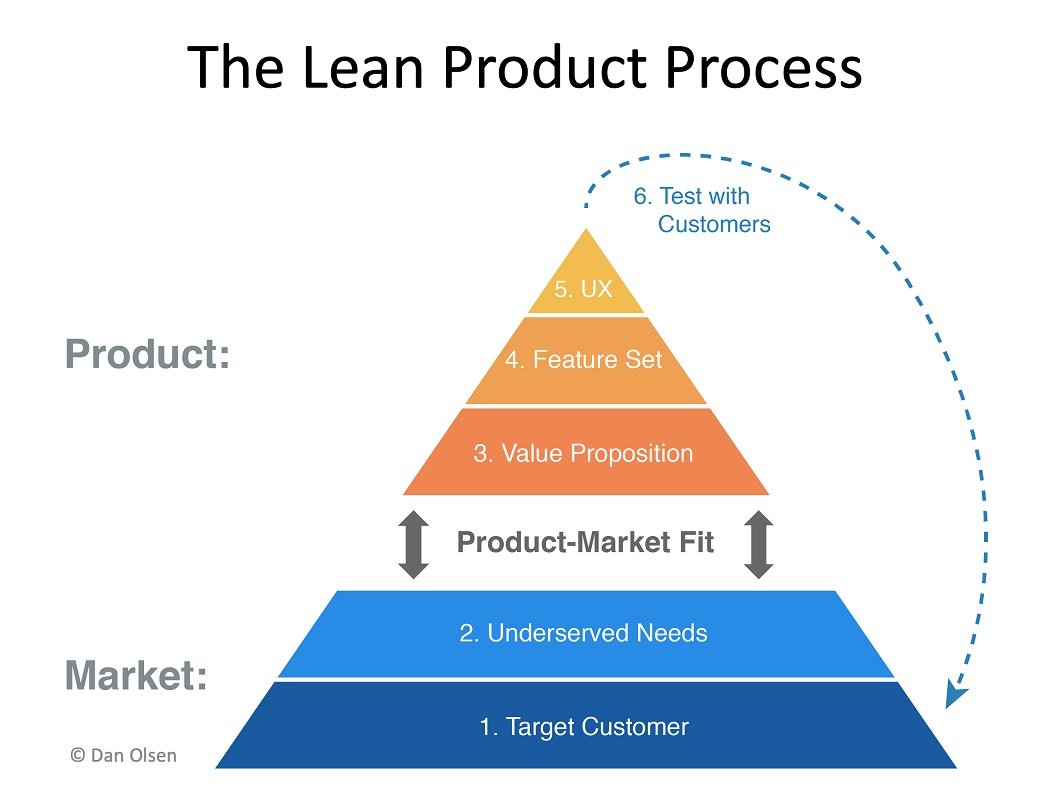 The Lean Product Process
6. Test with
Customers
5. UX
Product:
4. Feature Set
3. Value Proposition
Product-Market Fit
2. Underserved Needs
Market:
1. Target Customer
© Dan Olsen